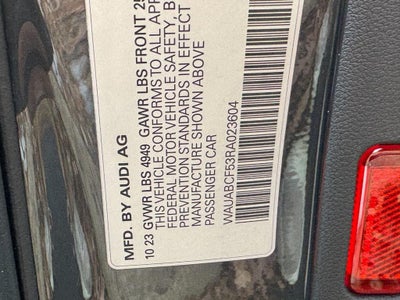 MFD. BY AUDI AG
10 23 GVWR LBS 4949 GAWR LBS FRONT
THIS VEHICLE CONFORMS TO ALL
FEDERAL MOTOR VEHICLE SAFETY,
PREVENTION STANDARDS IN EFFECT
MANUFACTURE SHOWN ABOVE
PASSENGER CAR
WAUABCF53RA023604